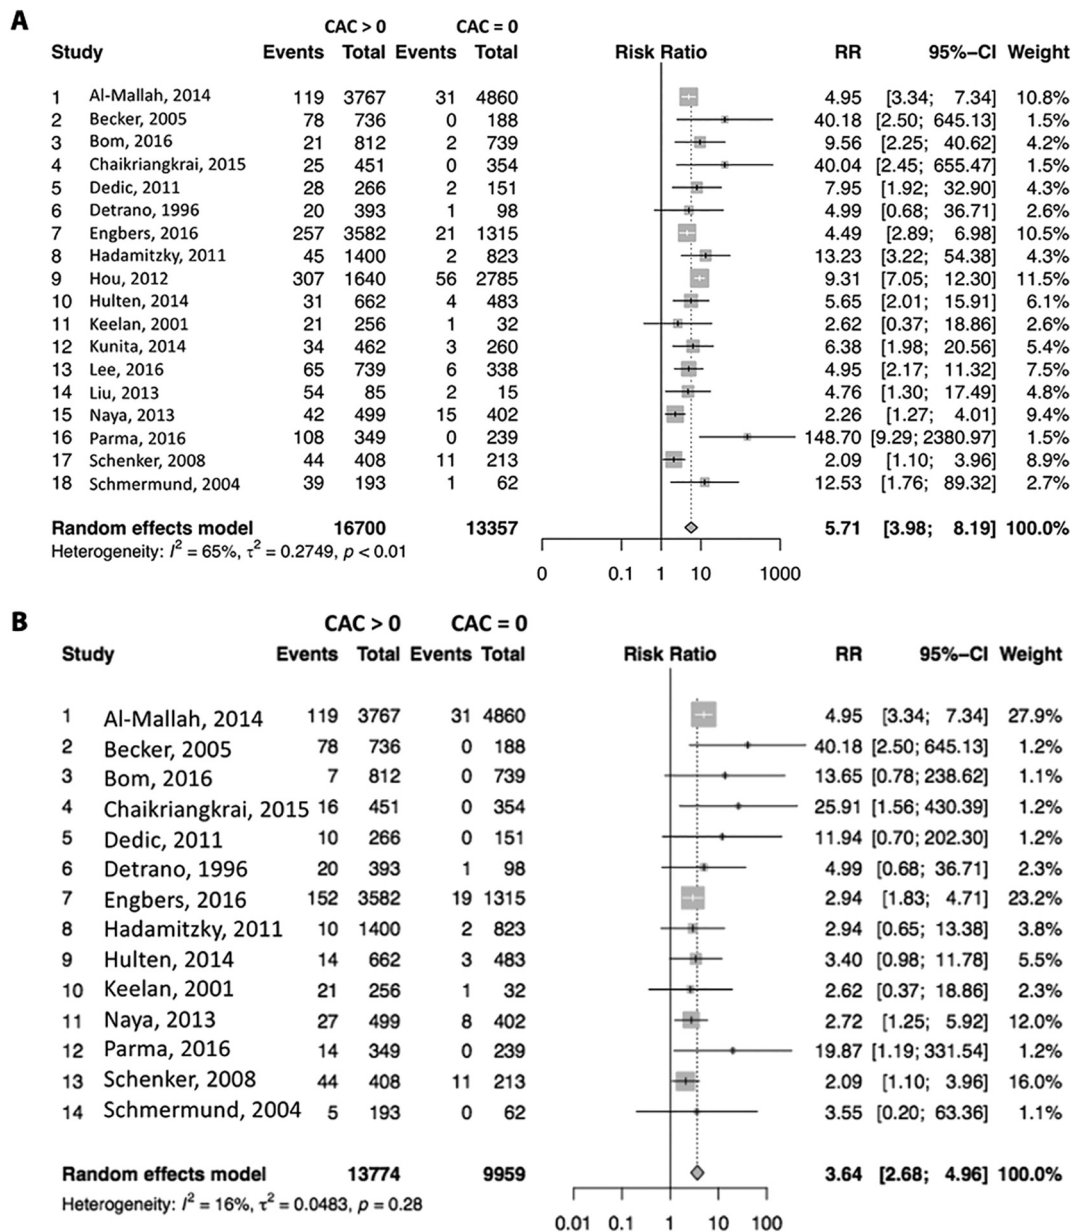 A
CAC > 0 CAC = 0
Study Events Total Events Total Risk Ratio RR 95%–CI Weight
1 Al-Mallah, 2014 119 3767 31 4860 4.95 [3.34; 7.34] 10.8%
2 Becker, 2005 78 736 0 188 40.18 [2.50; 645.13] 1.5%
3 Bom, 2016 21 812 2 739 9.56 [2.25; 40.62] 4.2%
4 Chaikriangkrai, 2015 25 451 0 354 40.04 [2.45; 655.47] 1.5%
5 Dedic, 2011 28 266 2 151 7.95 [1.92; 32.90] 4.3%
6 Detrano, 1996 20 393 1 98 4.99 [0.68; 36.71] 2.6%
7 Engbers, 2016 257 3582 21 1315 4.49 [2.89; 6.98] 10.5%
8 Hadamitzky, 2011 45 1400 2 823 13.23 [3.22; 54.38] 4.3%
9 Hou, 2012 307 1640 56 2785 9.31 [7.05; 12.30] 11.5%
10 Hulten, 2014 31 662 4 483 5.65 [2.01; 15.91] 6.1%
11 Keelan, 2001 21 256 1 32 2.62 [0.37; 18.86] 2.6%
12 Kunita, 2014 34 462 3 260 6.38 [1.98; 20.56] 5.4%
13 Lee, 2016 65 739 6 338 4.95 [2.17; 11.32] 7.5%
14 Liu, 2013 54 85 2 15 4.76 [1.30; 17.49] 4.8%
15 Naya, 2013 42 499 15 402 2.26 [1.27; 4.01] 9.4%
16 Parma, 2016 108 349 0 239 148.70 [9.29; 2380.97] 1.5%
17 Schenker, 2008 44 408 11 213 2.09 [1.10; 3.96] 8.9%
18 Schmermund, 2004 39 193 1 62 12.53 [1.76; 89.32] 2.7%
Random effects model 16700 13357 5.71 [3.98; 8.19] 100.0%
Heterogeneity: I² = 65%, τ² = 0.2749, p < 0.01
0 0.1 1 10 1000
B
CAC > 0 CAC = 0
Study Events Total Events Total Risk Ratio RR 95%–CI Weight
1 Al-Mallah, 2014 119 3767 31 4860 4.95 [3.34; 7.34] 27.9%
2 Becker, 2005 78 736 0 188 40.18 [2.50; 645.13] 1.2%
3 Bom, 2016 7 812 0 739 13.65 [0.78; 238.62] 1.1%
4 Chaikriangkrai, 2015 16 451 0 354 25.91 [1.56; 430.39] 1.2%
5 Dedic, 2011 10 266 0 151 11.94 [0.70; 202.30] 1.2%
6 Detrano, 1996 20 393 1 98 4.99 [0.68; 36.71] 2.3%
7 Engbers, 2016 152 3582 19 1315 2.94 [1.83; 4.71] 23.2%
8 Hadamitzky, 2011 10 1400 2 823 2.94 [0.65; 13.38] 3.8%
9 Hulten, 2014 14 662 3 483 3.40 [0.98; 11.78] 5.5%
10 Keelan, 2001 21 256 1 32 2.62 [0.37; 18.86] 2.3%
11 Naya, 2013 27 499 8 402 2.72 [1.25; 5.92] 12.0%
12 Parma, 2016 14 349 0 239 19.87 [1.19; 331.54] 1.2%
13 Schenker, 2008 44 408 11 213 2.09 [1.10; 3.96] 16.0%
14 Schmermund, 2004 5 193 0 62 3.55 [0.20; 63.36] 1.1%
Random effects model 13774 9959 3.64 [2.68; 4.96] 100.0%
Heterogeneity: I² = 16%, τ² = 0.0483, p = 0.28
0.01 0.1 1 10 100